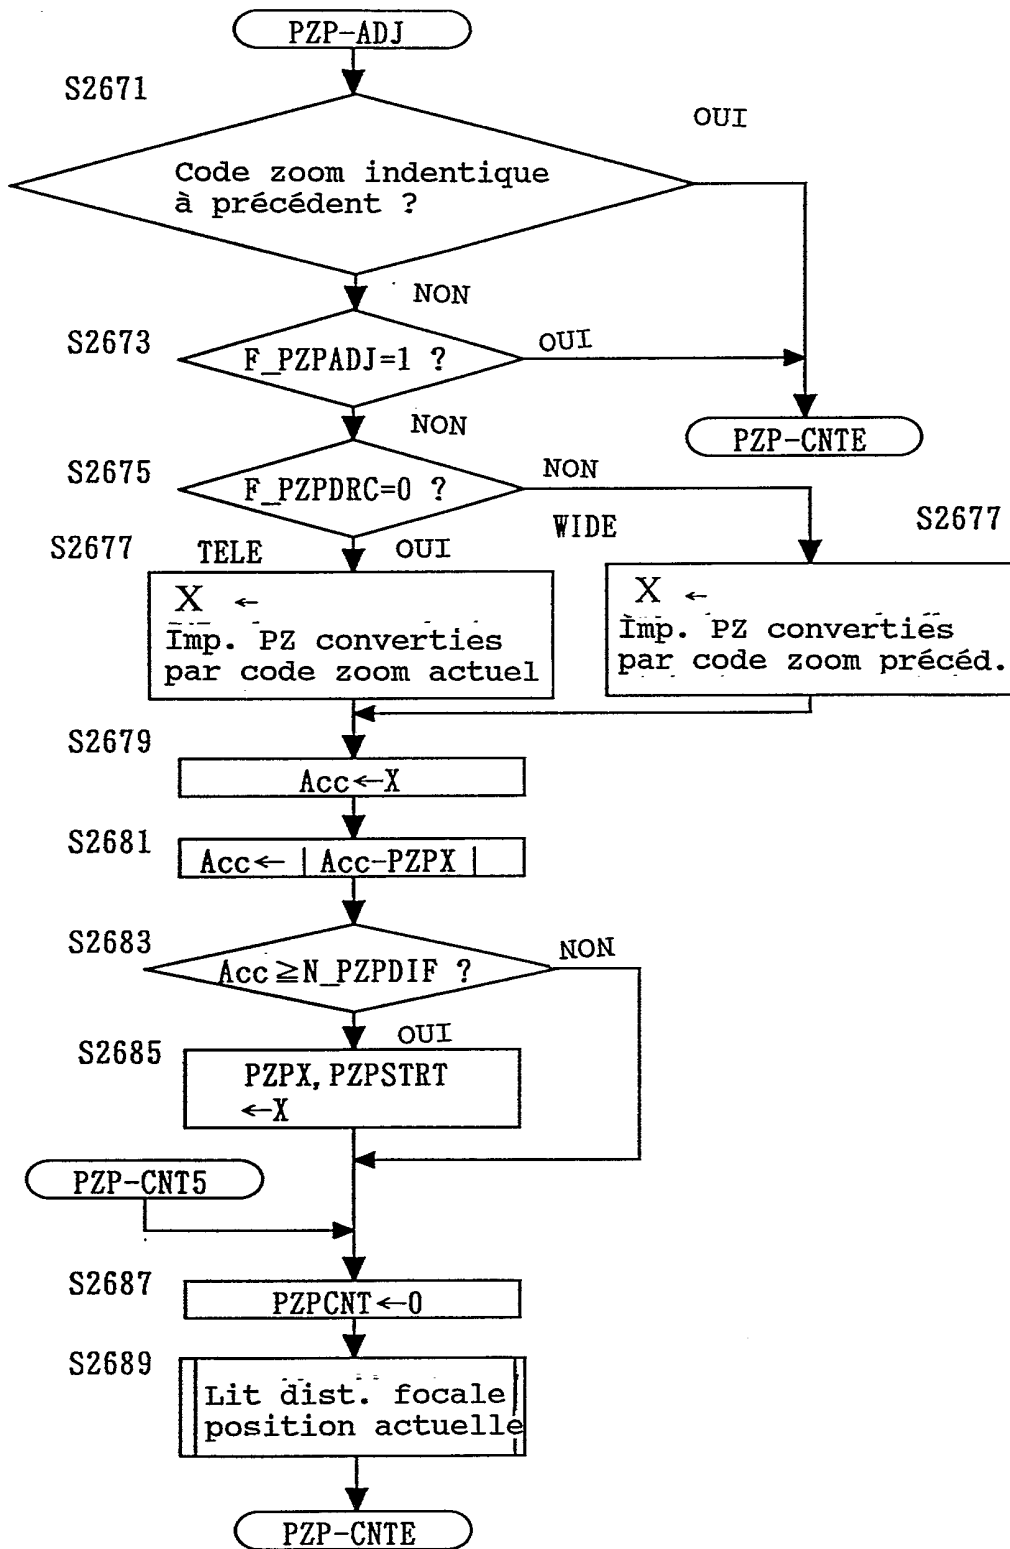 PZP-ADJ
S2671
OUI
Code zoom indentique
à précédent ?
NON
S2673
F_PZPADJ=1 ?
OUI
NON
PZP-CNTE
S2675
F_PZPDRC=0 ?
NON
WIDE
S2677
S2677
TELE
OUI
X ←
Imp. PZ converties
par code zoom actuel
X ←
Imp. PZ converties
par code zoom précéd.
S2679
Acc←X
S2681
Acc← | Acc-PZPX |
S2683
Acc≧N_PZPDIF ?
NON
OUI
S2685
PZPX, PZPSTRT
←X
PZP-CNT5
S2687
PZPCNT←0
S2689
Lit dist. focale
position actuelle
PZP-CNTE